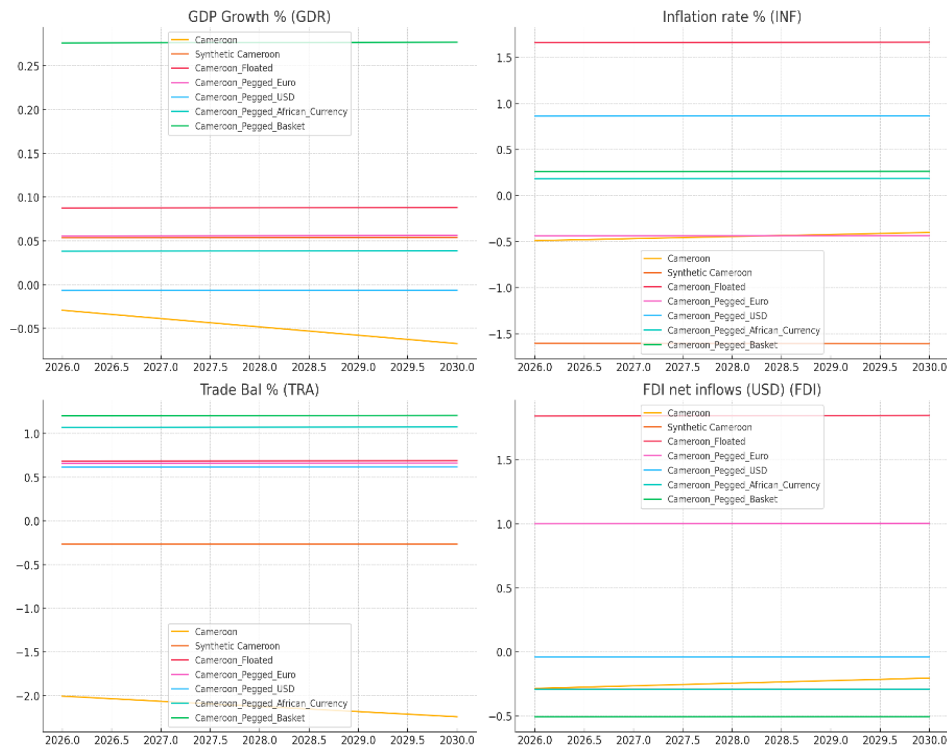 GDP Growth % (GDR)
0.25
0.20
0.15
0.10
0.05
0.00
−0.05
2026.0 2026.5 2027.0 2027.5 2028.0 2028.5 2029.0 2029.5 2030.0
Cameroon
Synthetic Cameroon
Cameroon_Floated
Cameroon_Pegged_Euro
Cameroon_Pegged_USD
Cameroon_Pegged_African_Currency
Cameroon_Pegged_Basket
Inflation rate % (INF)
1.5
1.0
0.5
0.0
−0.5
−1.0
−1.5
Cameroon
Synthetic Cameroon
Cameroon_Floated
Cameroon_Pegged_Euro
Cameroon_Pegged_USD
Cameroon_Pegged_African_Currency
Cameroon_Pegged_Basket
2026.0 2026.5 2027.0 2027.5 2028.0 2028.5 2029.0 2029.5 2030.0
Trade Bal % (TRA)
1.0
0.5
0.0
−0.5
−1.0
−1.5
−2.0
Cameroon
Synthetic Cameroon
Cameroon_Floated
Cameroon_Pegged_Euro
Cameroon_Pegged_USD
Cameroon_Pegged_African_Currency
Cameroon_Pegged_Basket
2026.0 2026.5 2027.0 2027.5 2028.0 2028.5 2029.0 2029.5 2030.0
FDI net inflows (USD) (FDI)
Cameroon
Synthetic Cameroon
Cameroon_Floated
Cameroon_Pegged_Euro
Cameroon_Pegged_USD
Cameroon_Pegged_African_Currency
Cameroon_Pegged_Basket
1.5
1.0
0.5
0.0
−0.5
2026.0 2026.5 2027.0 2027.5 2028.0 2028.5 2029.0 2029.5 2030.0